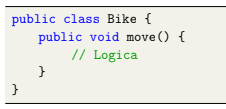 public class Bike {
    public void move() {
        // Logica
    }
}